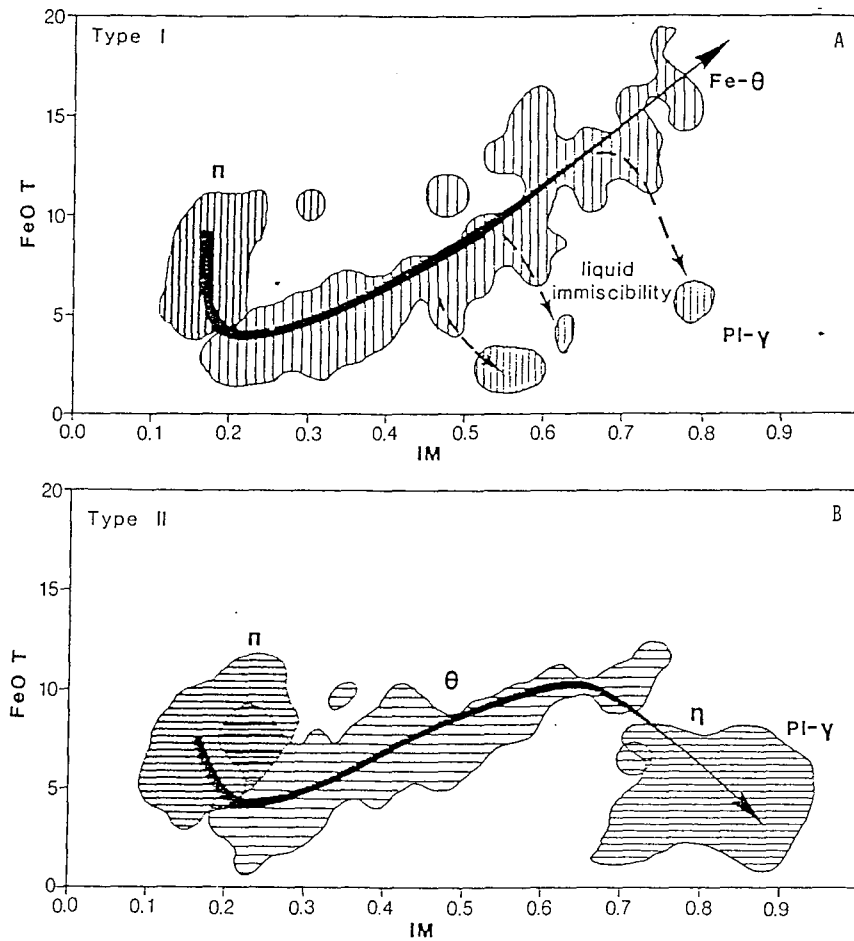 Type I
A
20
15
10
5
0
FeO T
Π
Fe-θ
liquid
immiscibility
Pl-γ
0.0 0.1 0.2 0.3 0.4 0.5 0.6 0.7 0.8 0.9
IM
Type II
B
20
15
10
5
0
FeO T
Π
θ
η
Pl-γ
0.0 0.1 0.2 0.3 0.4 0.5 0.6 0.7 0.8 0.9
IM